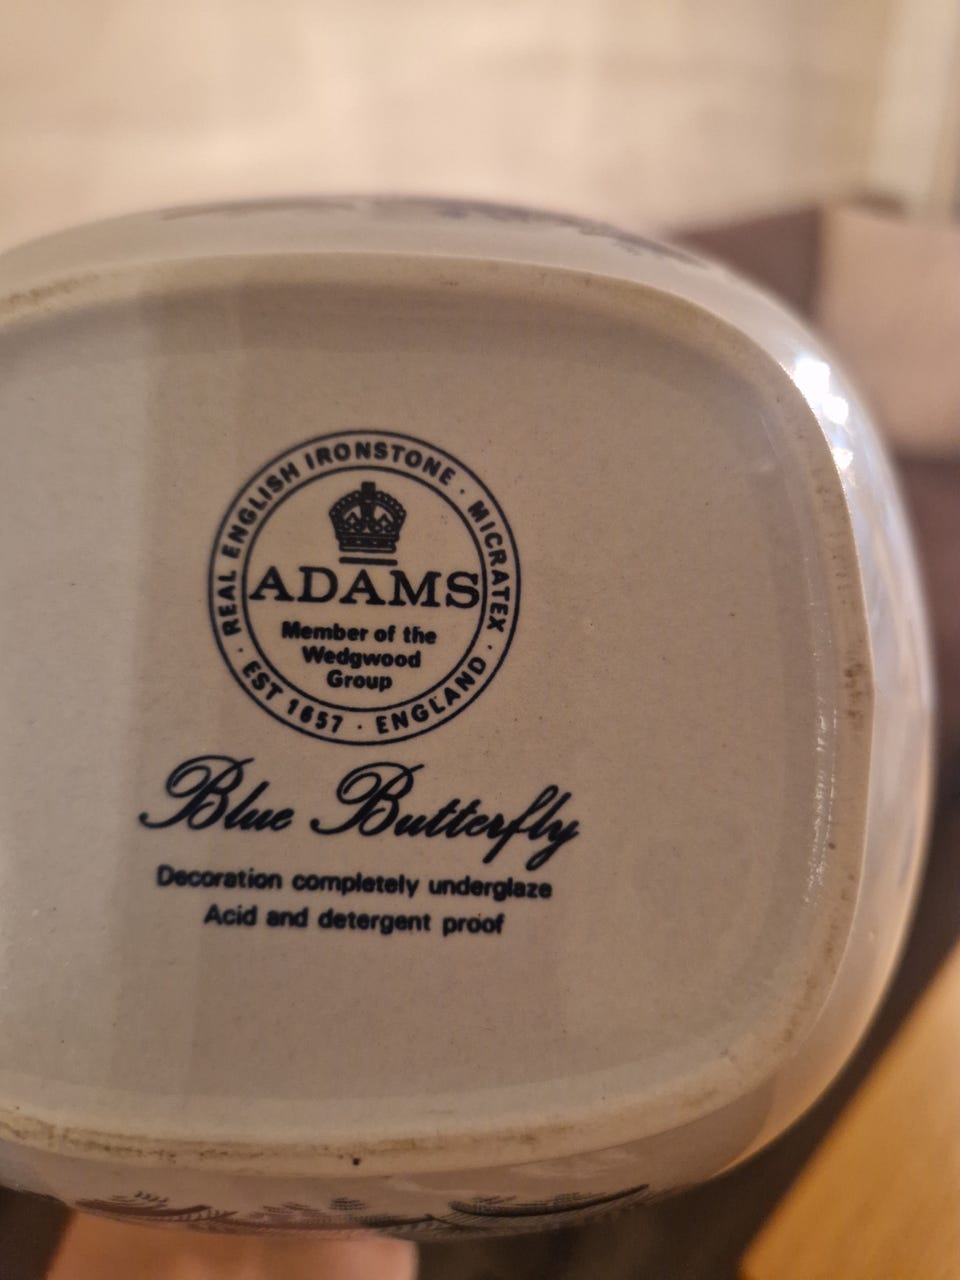 REAL ENGLISH IRONSTONE · MICRATEX ·
ADAMS
Member of the
Wedgwood
Group
· EST 1657 · ENGLAND ·
Blue Butterfly
Decoration completely underglaze
Acid and detergent proof